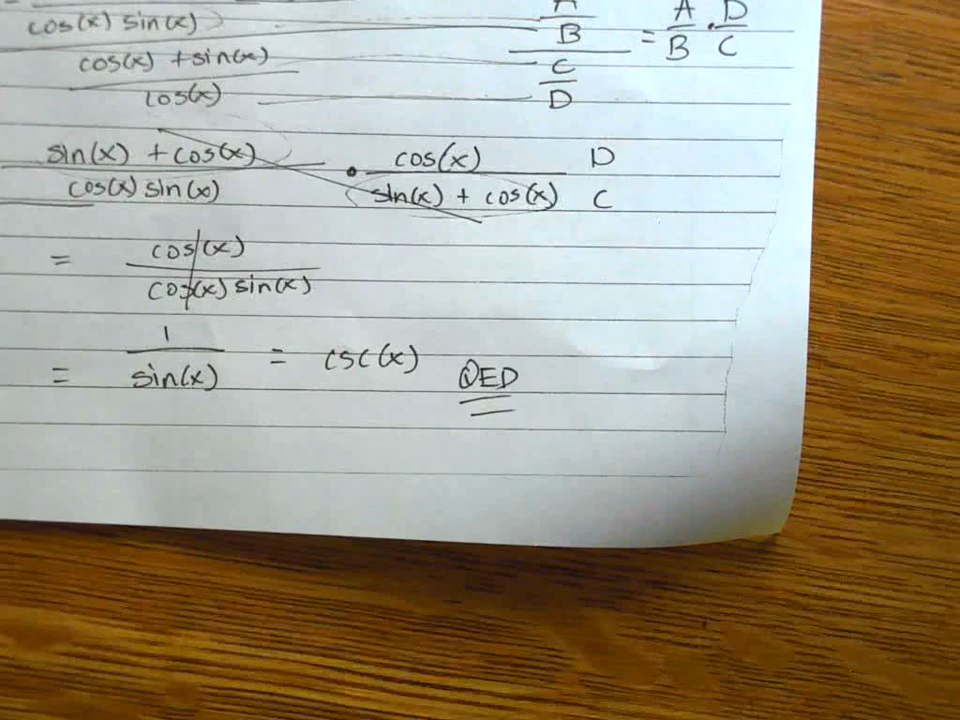 cos(x) sin(x)
cos(x) + sin(x)
cos(x)
A
B
C
D
= A/B · D/C
sin(x) + cos(x) · cos(x) D
cos(x) sin(x) sin(x) + cos(x) C
= cos(x)
cos(x) sin(x)
= 1 = csc(x) QED
sin(x)